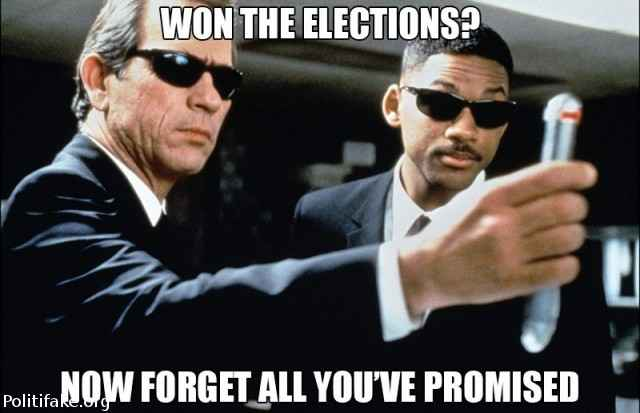 WON THE ELECTIONS?
NOW FORGET ALL YOU'VE PROMISED
Politifake.org